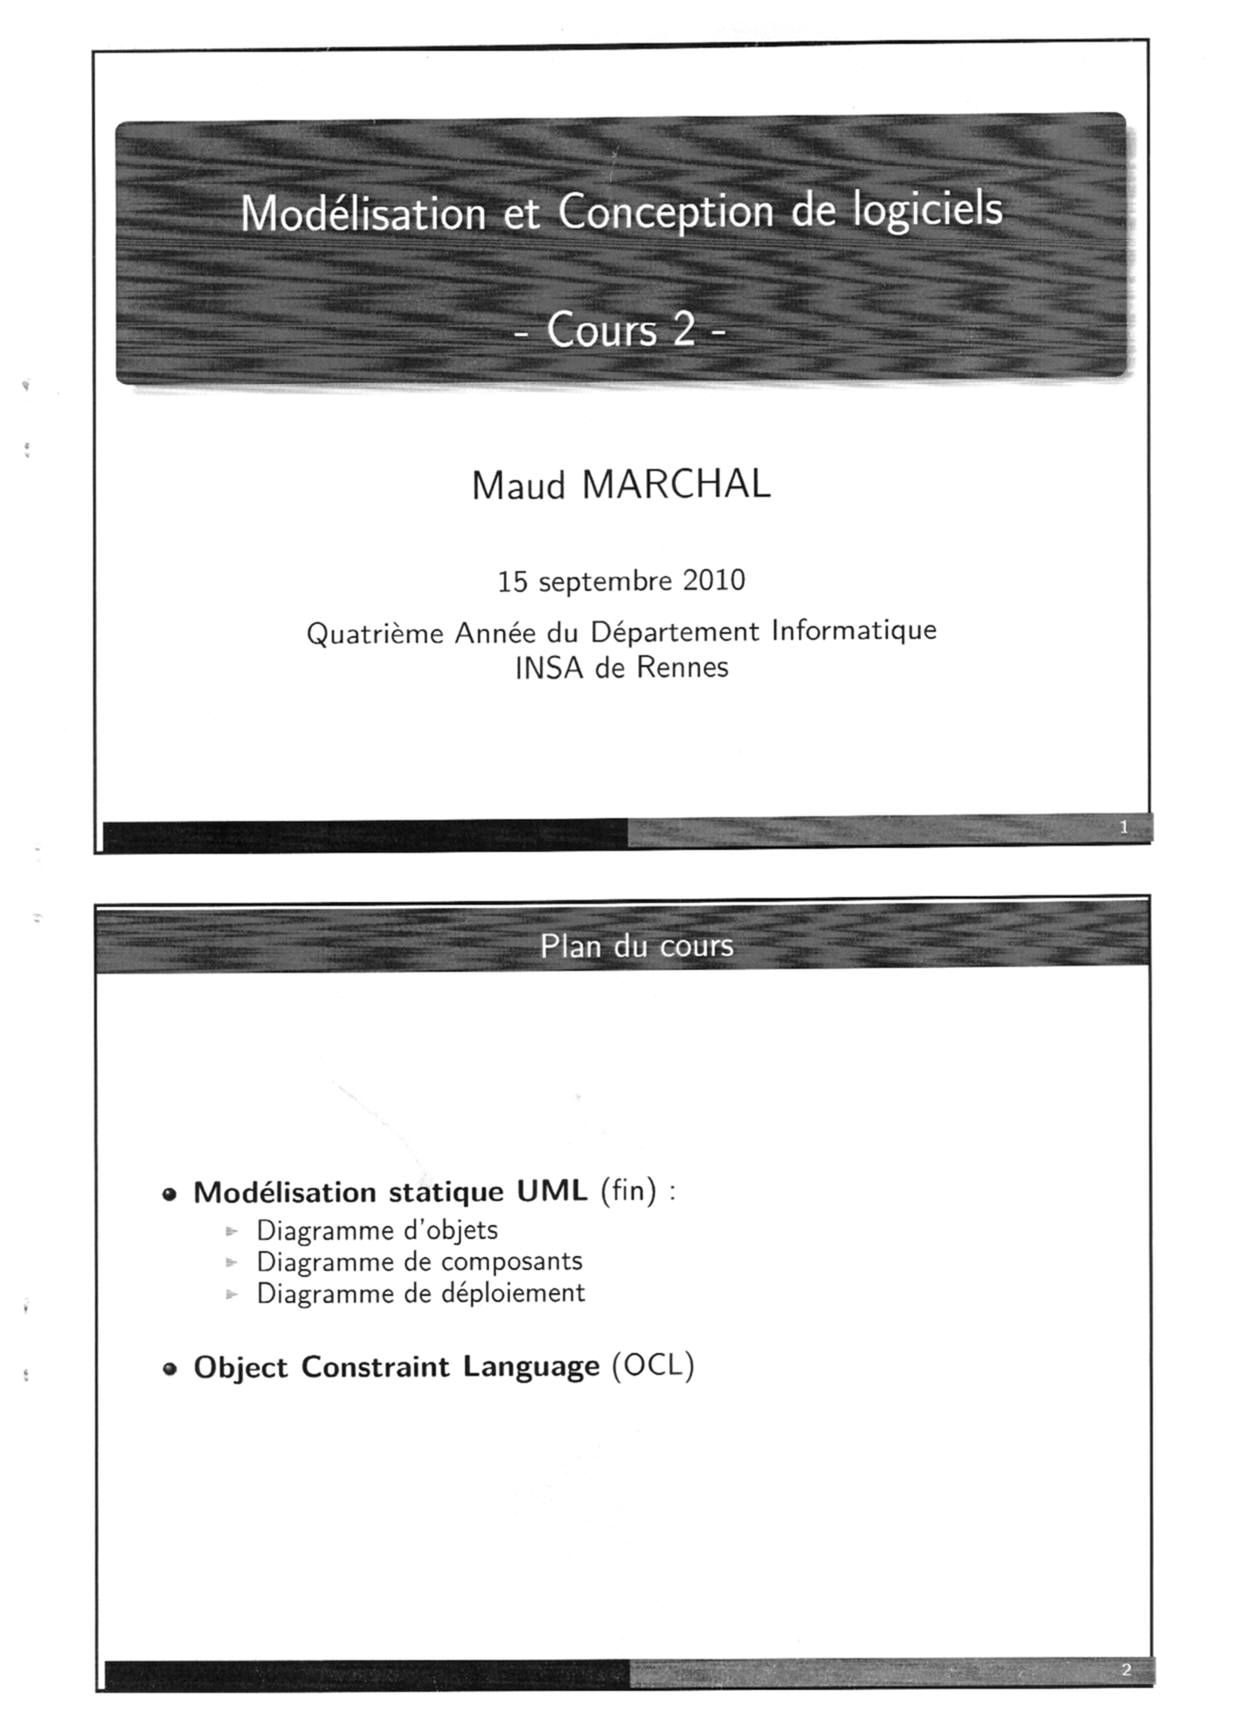 Modélisation et Conception de logiciels
- Cours 2 -
Maud MARCHAL
15 septembre 2010
Quatrième Année du Département Informatique
INSA de Rennes
1
Plan du cours
Modélisation statique UML (fin) :
Diagramme d'objets
Diagramme de composants
Diagramme de déploiement
Object Constraint Language (OCL)
2